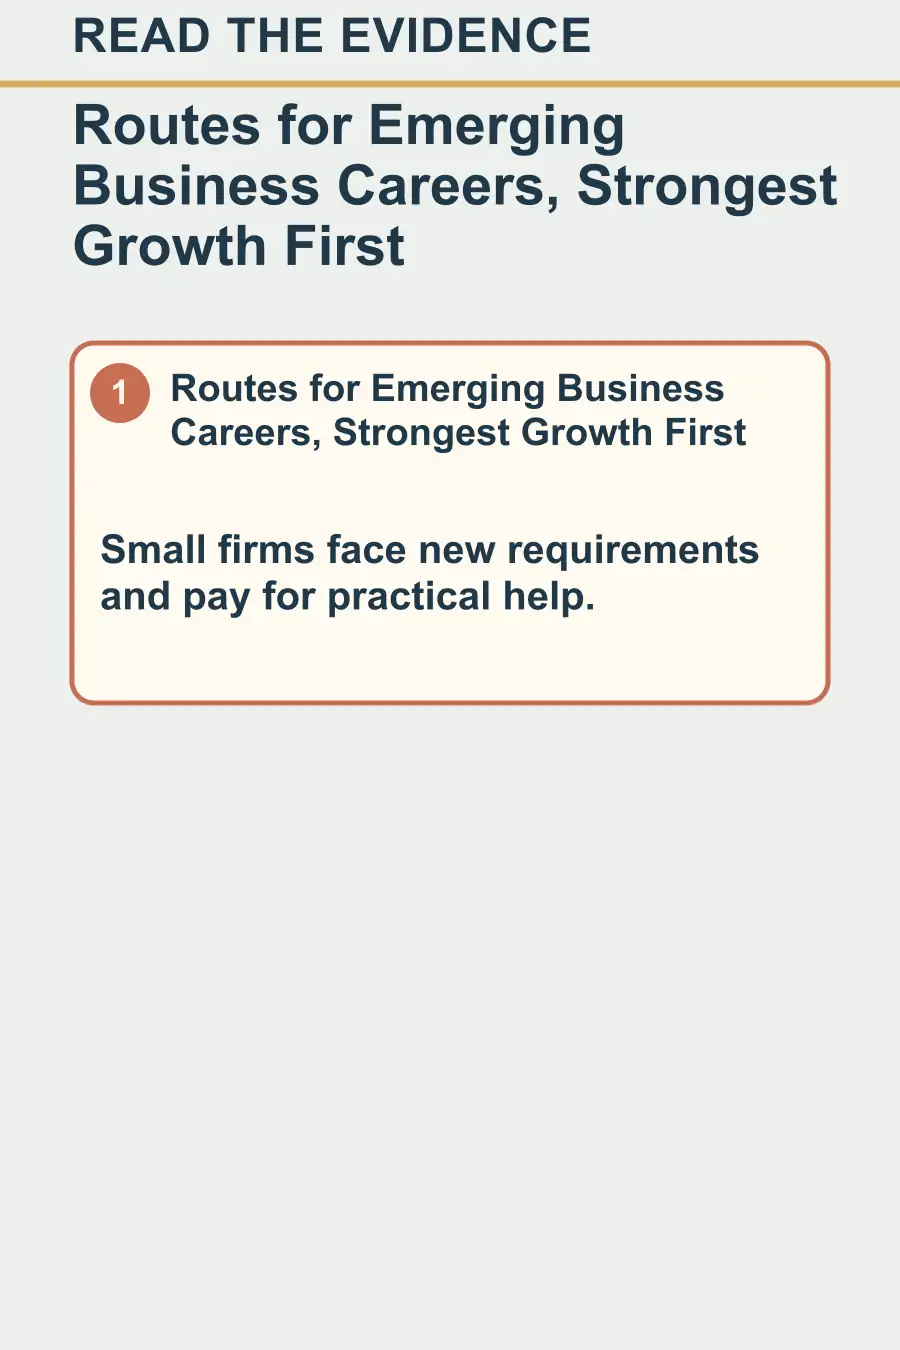 READ THE EVIDENCE
Routes for Emerging
Business Careers, Strongest
Growth First
1
Routes for Emerging Business
Careers, Strongest Growth First
Small firms face new requirements
and pay for practical help.